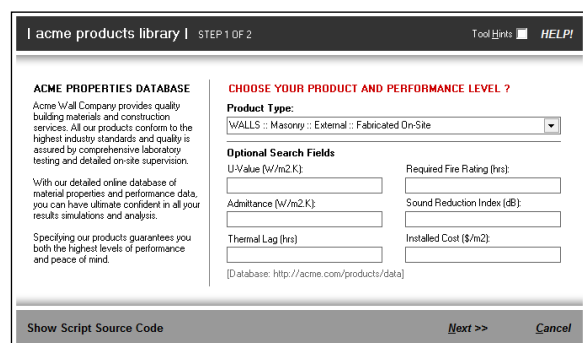 | acme products library | STEP 1 OF 2
Tool Hints HELP!
ACME PROPERTIES DATABASE
Acme Wall Company provides quality
building materials and construction
services. All our products conform to the
highest industry standards and quality is
assured by comprehensive laboratory
testing and detailed on-site supervision.
With our detailed online database of
material properties and performance data,
you can have ultimate confident in all your
results simulations and analysis.
Specifying our products guarantees you
both the highest levels of performance
and peace of mind.
CHOOSE YOUR PRODUCT AND PERFORMANCE LEVEL ?
Product Type:
WALLS :: Masonry :: External :: Fabricated On-Site
Optional Search Fields
U-Value (W/m2.K):
Required Fire Rating (hrs):
Admittance (W/m2.K):
Sound Reduction Index (dB):
Thermal Lag (hrs)
Installed Cost ($/m2):
[Database: http://acme.com/products/data]
Show Script Source Code
Next >>
Cancel